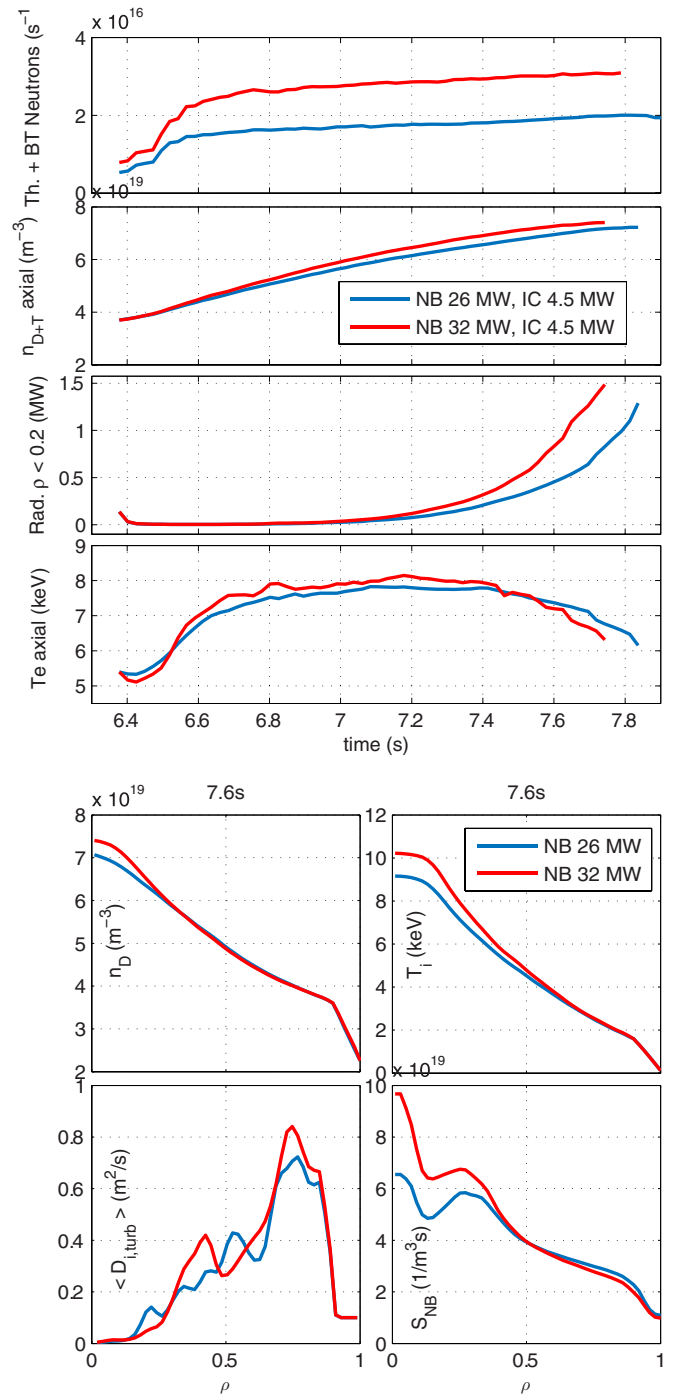 x 10^16
Th. + BT Neutrons (s^-1
4
2
0
x 10^19
n_D+T axial (m^-3)
8
6
4
2
NB 26 MW, IC 4.5 MW
NB 32 MW, IC 4.5 MW
Rad. ρ < 0.2 (MW)
1.5
1
0.5
0
Te axial (keV)
9
8
7
6
5
6.4 6.6 6.8 7 7.2 7.4 7.6 7.8
time (s)
x 10^19
7.6s
7.6s
n_D (m^-3)
8
7
6
5
4
3
2
T_i (keV)
12
10
8
6
4
2
0
NB 26 MW
NB 32 MW
< D_i,turb > (m^2/s)
1
0.8
0.6
0.4
0.2
0
0 0.5 1
ρ
x 10^19
S_NB (1/m^3s)
10
8
6
4
2
0
0 0.5 1
ρ